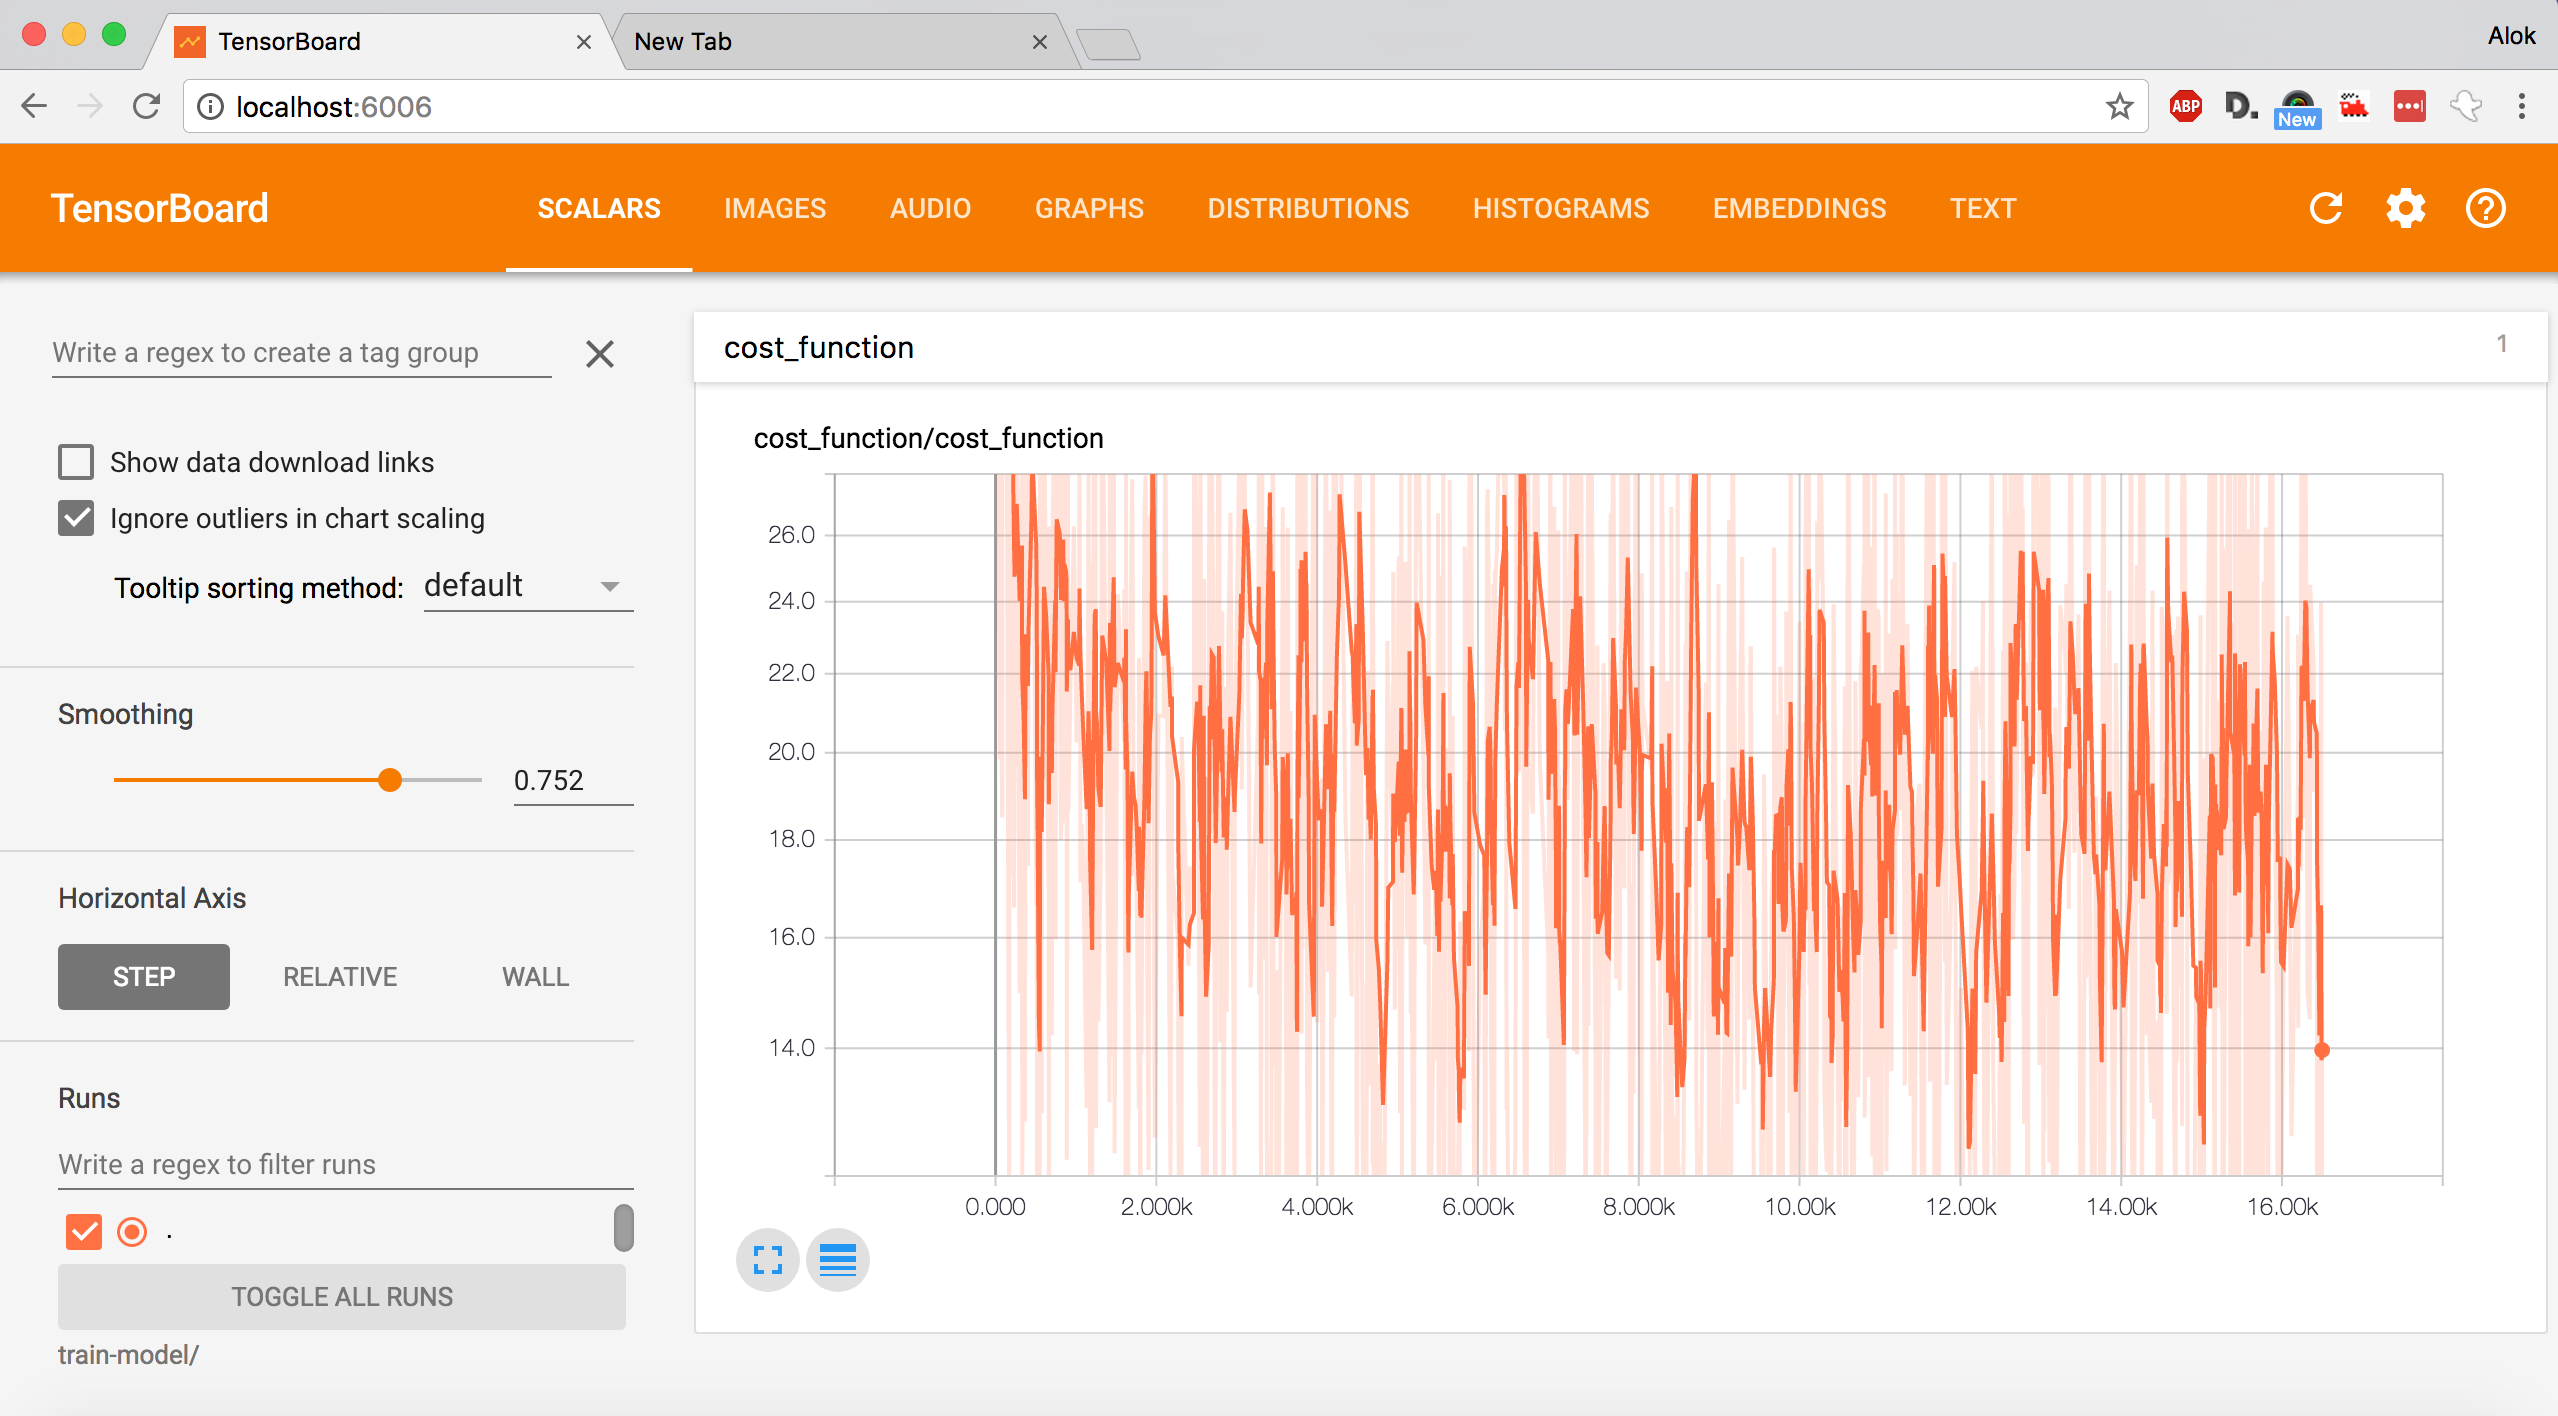 TensorBoard
New Tab
Alok
localhost:6006
ABP
D.
New
TensorBoard
SCALARS
IMAGES
AUDIO
GRAPHS
DISTRIBUTIONS
HISTOGRAMS
EMBEDDINGS
TEXT
Write a regex to create a tag group
Show data download links
Ignore outliers in chart scaling
Tooltip sorting method: default
Smoothing
0.752
Horizontal Axis
STEP
RELATIVE
WALL
Runs
Write a regex to filter runs
.
TOGGLE ALL RUNS
train-model/
cost_function
1
cost_function/cost_function
26.0
24.0
22.0
20.0
18.0
16.0
14.0
0.000
2.000k
4.000k
6.000k
8.000k
10.00k
12.00k
14.00k
16.00k